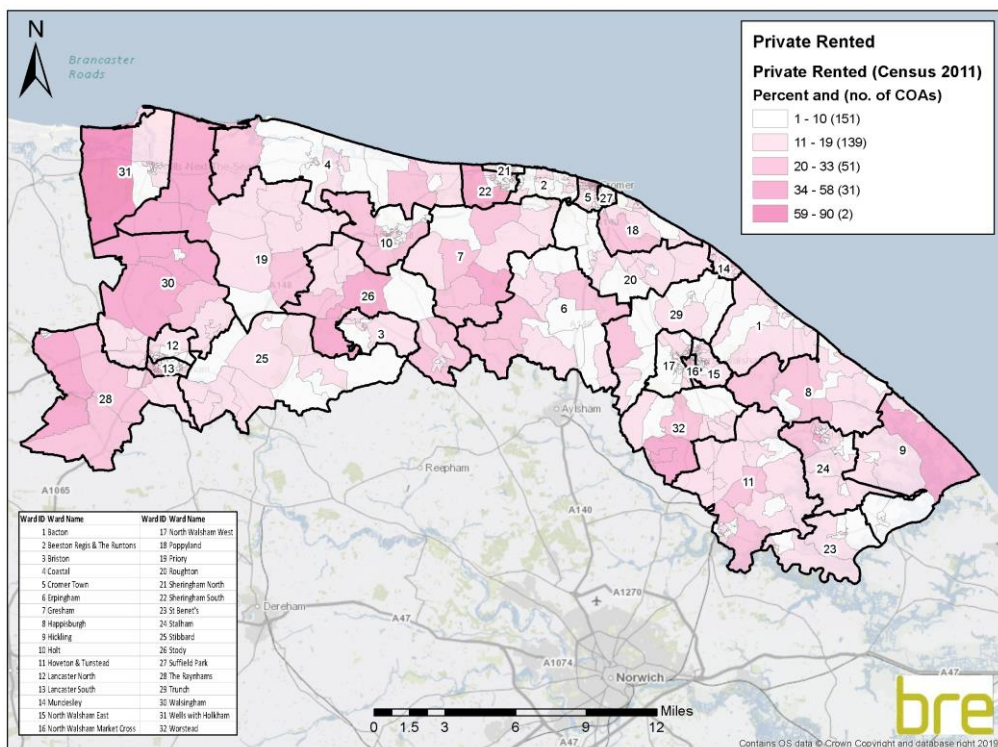 N
Brancaster
Roads
Private Rented
Private Rented (Census 2011)
Percent and (no. of COAs)
1 - 10 (151)
11 - 19 (139)
20 - 33 (51)
34 - 58 (31)
59 - 90 (2)
31
4
21
22
2
5
27
Cromer
18
10
7
19
A148
20
14
30
26
6
29
1
12
3
25
17
16
15
13
8
28
32
9
Aylsham
24
11
Reepham
A1065
A140
23
Ward ID Ward Name
Ward ID Ward Name
1 Bacton
17 North Walsham West
2 Beeston Regis & The Runtons
18 Poppyland
3 Briston
19 Priory
4 Coastal
20 Roughton
5 Cromer Town
21 Sheringham North
6 Erpingham
22 Sheringham South
7 Gresham
23 St Benet's
8 Happisburgh
24 Stalham
9 Hickling
25 Stibbard
10 Holt
26 Stody
11 Hoveton & Tunstead
27 Suffield Park
12 Lancaster North
28 The Raynhams
13 Lancaster South
29 Trunch
14 Mundesley
30 Walsingham
15 North Walsham East
31 Wells with Holkham
16 North Walsham Market Cross
32 Worstead
Dereham
A47
A1270
A1074
Norwich
A47
A47
A11
Miles
0 1.5 3 6 9 12
bre
Contains OS data © Crown Copyright and database right 2019